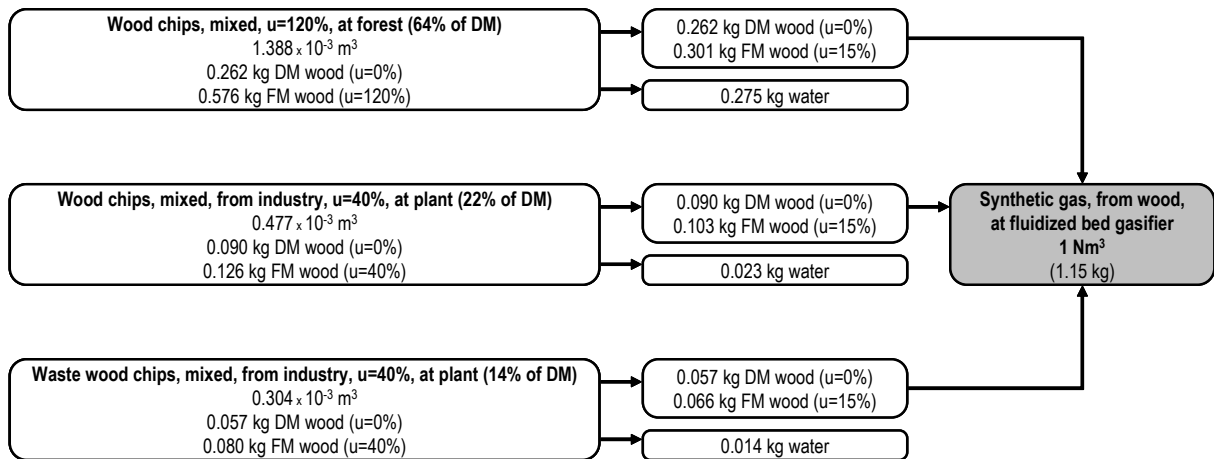 Wood chips, mixed, u=120%, at forest (64% of DM)
1.388 x 10⁻³ m³
0.262 kg DM wood (u=0%)
0.576 kg FM wood (u=120%)
0.262 kg DM wood (u=0%)
0.301 kg FM wood (u=15%)
0.275 kg water
Wood chips, mixed, from industry, u=40%, at plant (22% of DM)
0.477 x 10⁻³ m³
0.090 kg DM wood (u=0%)
0.126 kg FM wood (u=40%)
0.090 kg DM wood (u=0%)
0.103 kg FM wood (u=15%)
0.023 kg water
Synthetic gas, from wood,
at fluidized bed gasifier
1 Nm³
(1.15 kg)
Waste wood chips, mixed, from industry, u=40%, at plant (14% of DM)
0.304 x 10⁻³ m³
0.057 kg DM wood (u=0%)
0.080 kg FM wood (u=40%)
0.057 kg DM wood (u=0%)
0.066 kg FM wood (u=15%)
0.014 kg water